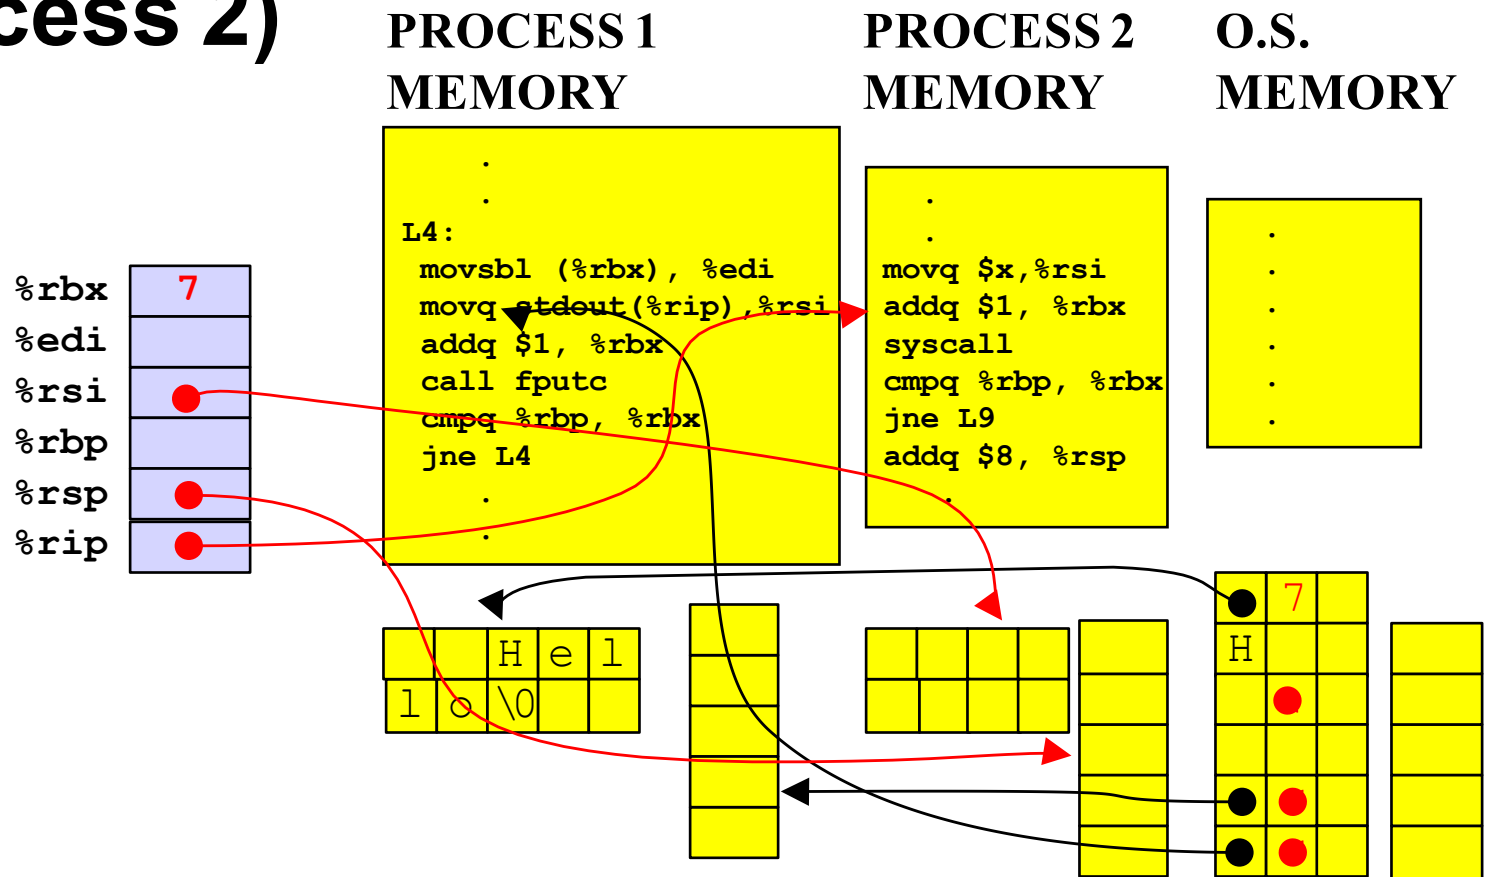 cess 2)
PROCESS 1
MEMORY
PROCESS 2
MEMORY
O.S.
MEMORY
%rbx 7
%edi
%rsi
%rbp
%rsp
%rip
.
.
L4:
movsbl (%rbx), %edi
movq stdout(%rip),%rsi
addq $1, %rbx
call fputc
cmpq %rbp, %rbx
jne L4
.
.
.
.
movq $x,%rsi
addq $1, %rbx
syscall
cmpq %rbp, %rbx
jne L9
addq $8, %rsp
.
.
.
.
.
.
.
H e l
l o \0
7
H